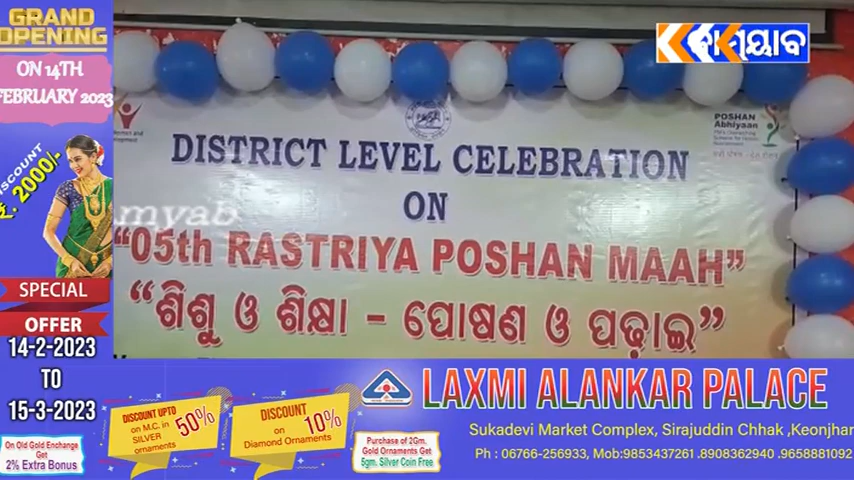 GRAND
OPENING
ON 14TH
FEBRUARY 2023
DISCOUNT
₹. 2000/-
SPECIAL
OFFER
14-2-2023
TO
15-3-2023
On Old Gold Enchange
Get
2% Extra Bonus
POSHAN
Abhiyaan
DISTRICT LEVEL CELEBRATION
ON
myab
"05th RASTRIYA POSHAN MAAH"
"ଶିଶୁ ଓ ଶିକ୍ଷା - ପୋଷଣ ଓ ପଢ଼ାଇ"
DISCOUNT UPTO
on M.C. in
SILVER
ornaments
50%
DISCOUNT
10%
on
Diamond Ornaments
Purchase of 2Gm.
Gold Ornaments Get
5gm. Silver Coin Free
LAXMI ALANKAR PALACE
Sukadevi Market Complex, Sirajuddin Chhak ,Keonjhar
Ph : 06766-256933, Mob:9853437261 .8908362940 .9658881092